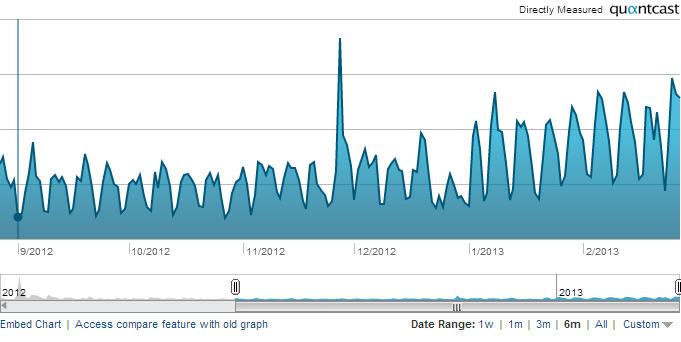 Directly Measured quantcast
9/2012 10/2012 11/2012 12/2012 1/2013 2/2013
2012 2013
Embed Chart | Access compare feature with old graph Date Range: 1w | 1m | 3m | 6m | All | Custom